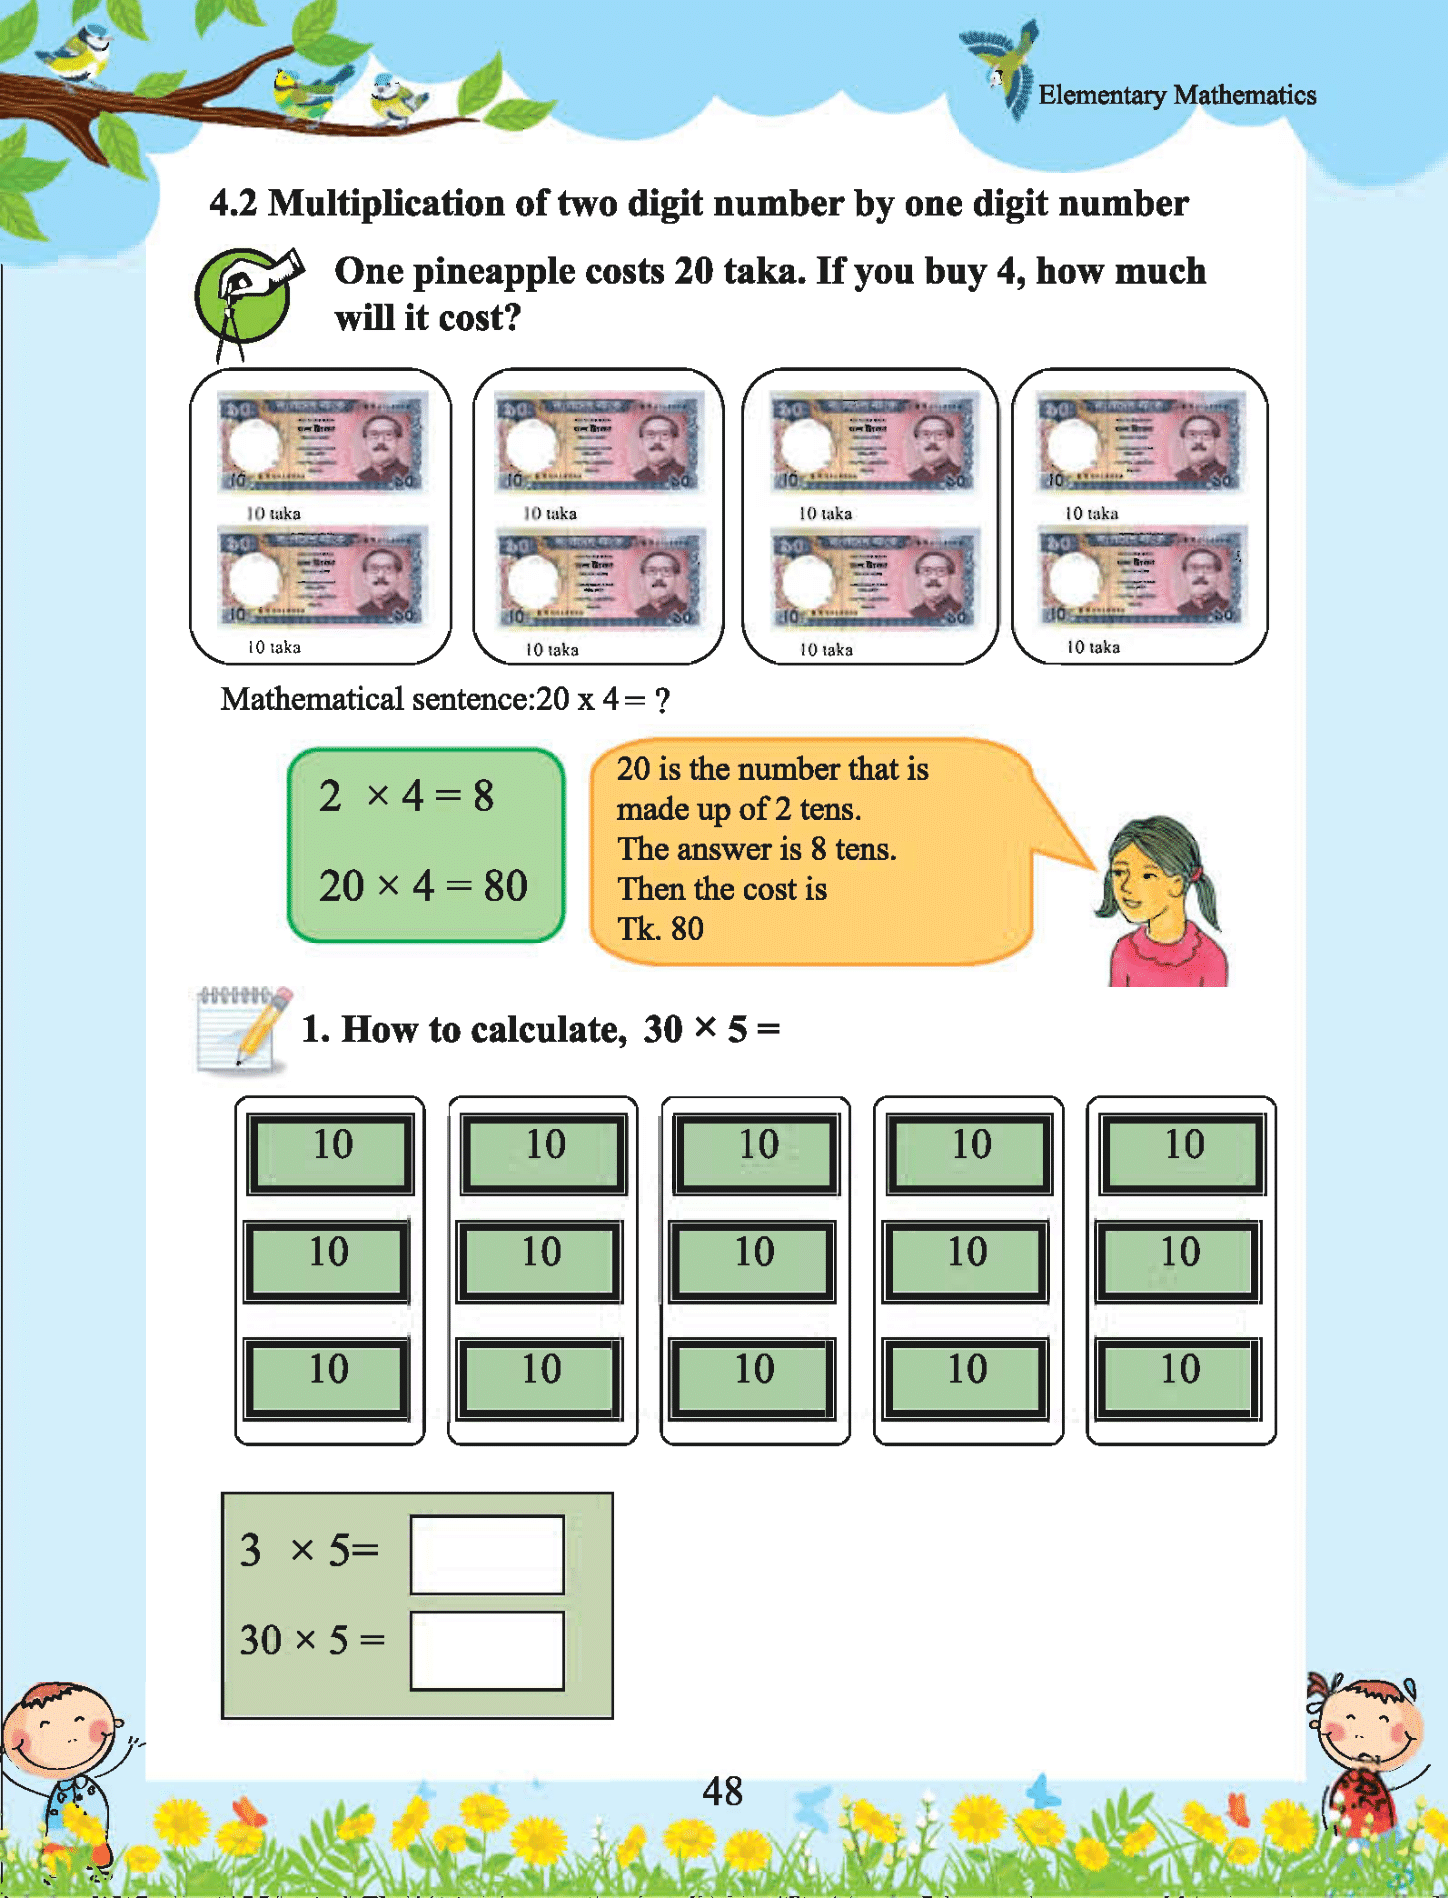 Elementary Mathematics
4.2 Multiplication of two digit number by one digit number
One pineapple costs 20 taka. If you buy 4, how much
will it cost?
10 taka 10 taka 10 taka 10 taka
10 taka 10 taka 10 taka 10 taka
Mathematical sentence:20 x 4 = ?
2 × 4 = 8
20 × 4 = 80
20 is the number that is
made up of 2 tens.
The answer is 8 tens.
Then the cost is
Tk. 80
1. How to calculate, 30 × 5 =
10 10 10 10 10
10 10 10 10 10
10 10 10 10 10
3 × 5=
30 × 5 =
48